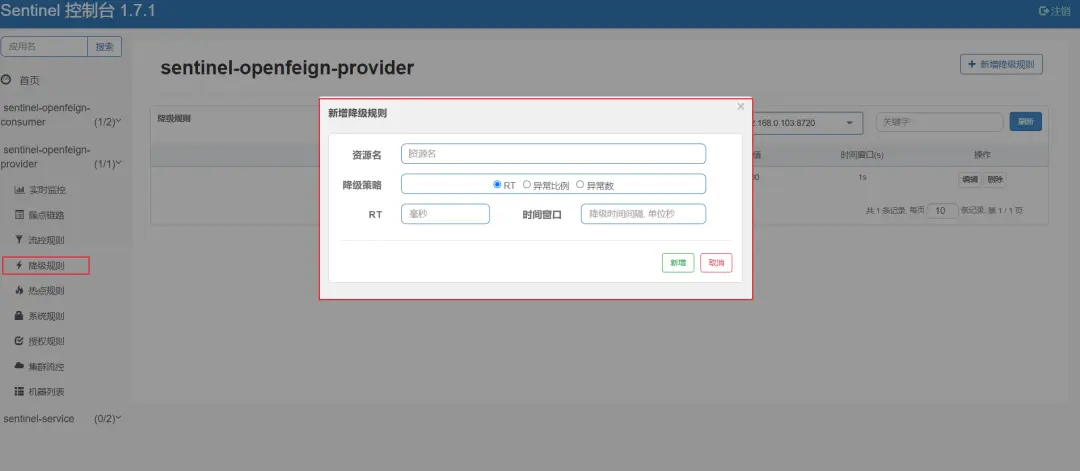 Sentinel 控制台 1.7.1
注销
应用名
搜索
首页
sentinel-openfeign-consumer (1/2)
sentinel-openfeign-provider (1/1)
实时监控
簇点链路
流控规则
降级规则
热点规则
系统规则
授权规则
集群流控
机器列表
sentinel-service (0/2)
sentinel-openfeign-provider
新增降级规则
降级规则
2.168.0.103:8720
关键字
刷新
值
时间窗口(s)
操作
00
1s
编辑
删除
共 1 条记录, 每页 10 条记录, 第 1 / 1 页
新增降级规则
×
资源名
资源名
降级策略
RT
异常比例
异常数
RT
毫秒
时间窗口
降级时间间隔, 单位秒
新增
取消